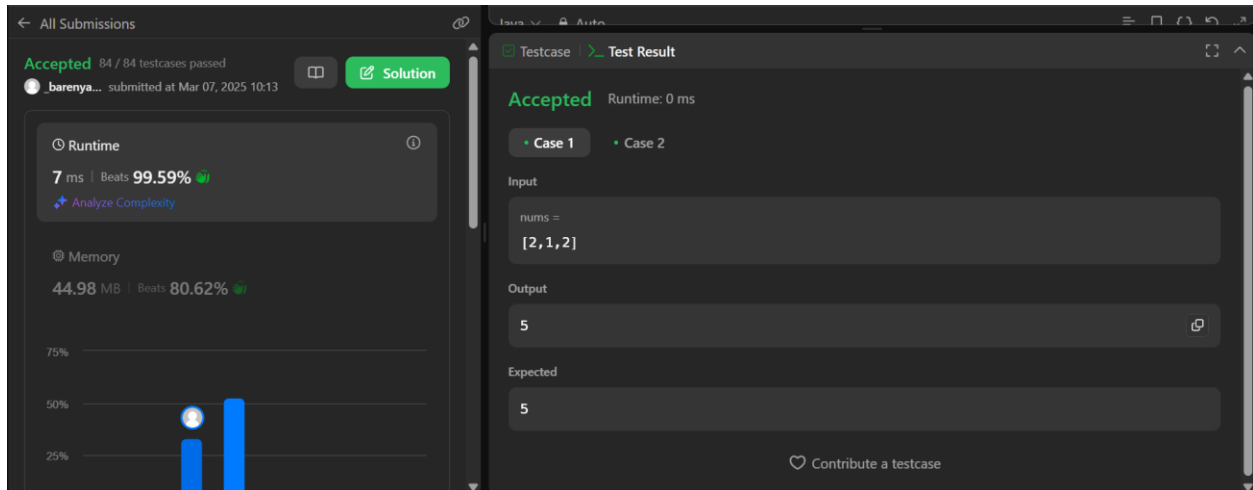 ← All Submissions
Accepted 84 / 84 testcases passed
_barenya... submitted at Mar 07, 2025 10:13
Solution
Runtime
7 ms | Beats 99.59%
Analyze Complexity
Memory
44.98 MB | Beats 80.62%
75%
50%
25%
Java Auto
Testcase | >_ Test Result
Accepted Runtime: 0 ms
• Case 1 • Case 2
Input
nums =
[2,1,2]
Output
5
Expected
5
Contribute a testcase